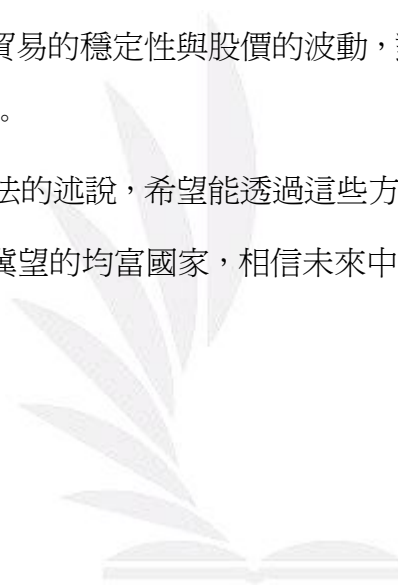 貿易的穩定性與股價的波動，
。
法的述說，希望能透過這些方
冀望的均富國家，相信未來中